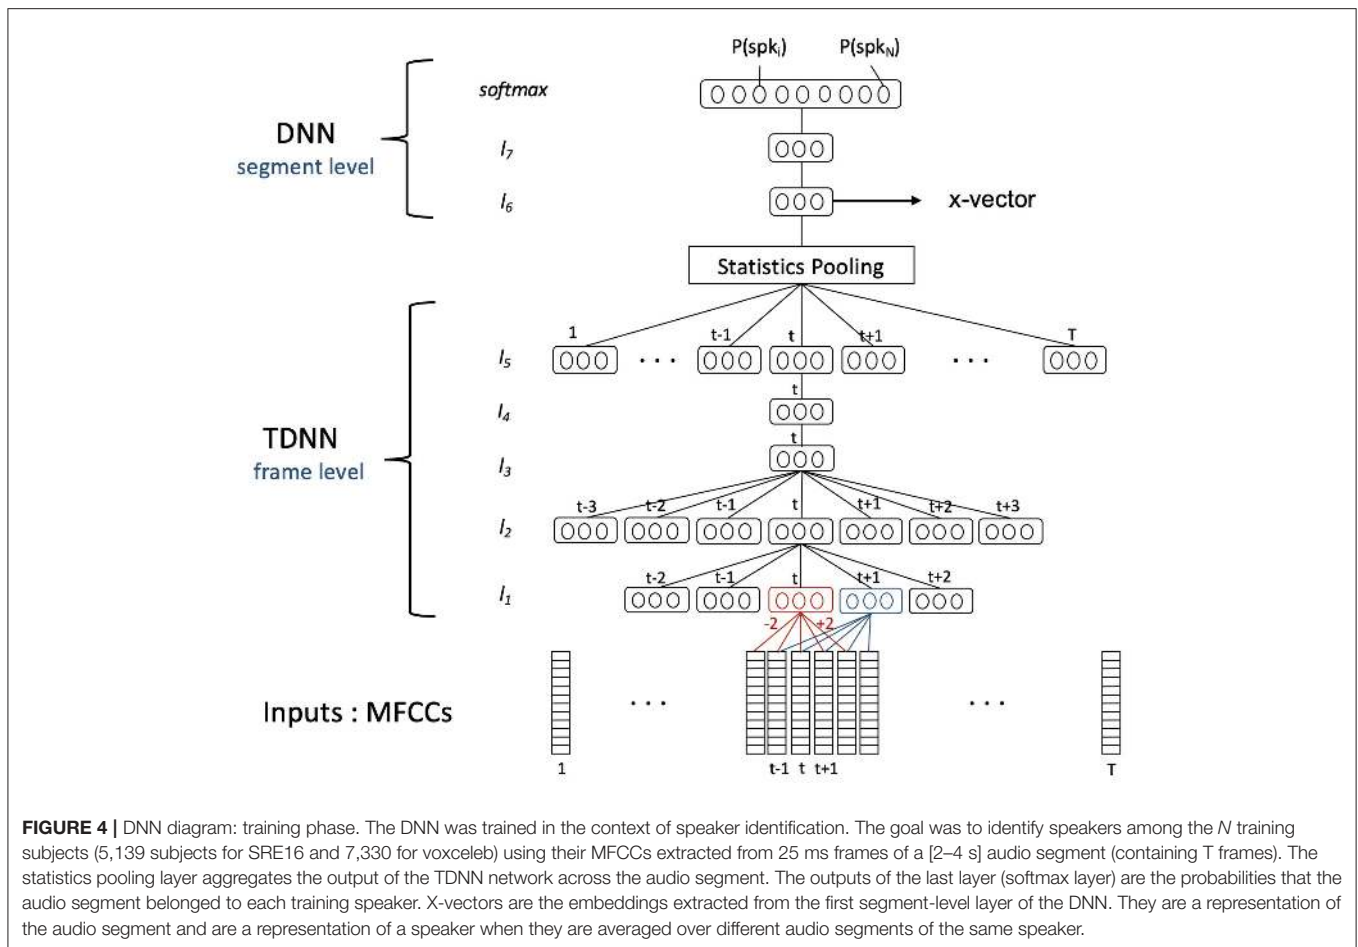 P(spkᵢ) P(spk_N)
softmax
DNN
segment level
l₇
l₆
x-vector
Statistics Pooling
1 t-1 t t+1 T
l₅
. . . . . .
t
l₄
TDNN
frame level
t
l₃
t-3 t-2 t-1 t t+1 t+2 t+3
l₂
t-2 t-1 t t+1 t+2
l₁
-2 +2
Inputs : MFCCs
. . . . . .
1 t-1 t t+1 T
FIGURE 4 | DNN diagram: training phase. The DNN was trained in the context of speaker identification. The goal was to identify speakers among the N training
subjects (5,139 subjects for SRE16 and 7,330 for voxceleb) using their MFCCs extracted from 25 ms frames of a [2–4 s] audio segment (containing T frames). The
statistics pooling layer aggregates the output of the TDNN network across the audio segment. The outputs of the last layer (softmax layer) are the probabilities that the
audio segment belonged to each training speaker. X-vectors are the embeddings extracted from the first segment-level layer of the DNN. They are a representation of
the audio segment and are a representation of a speaker when they are averaged over different audio segments of the same speaker.